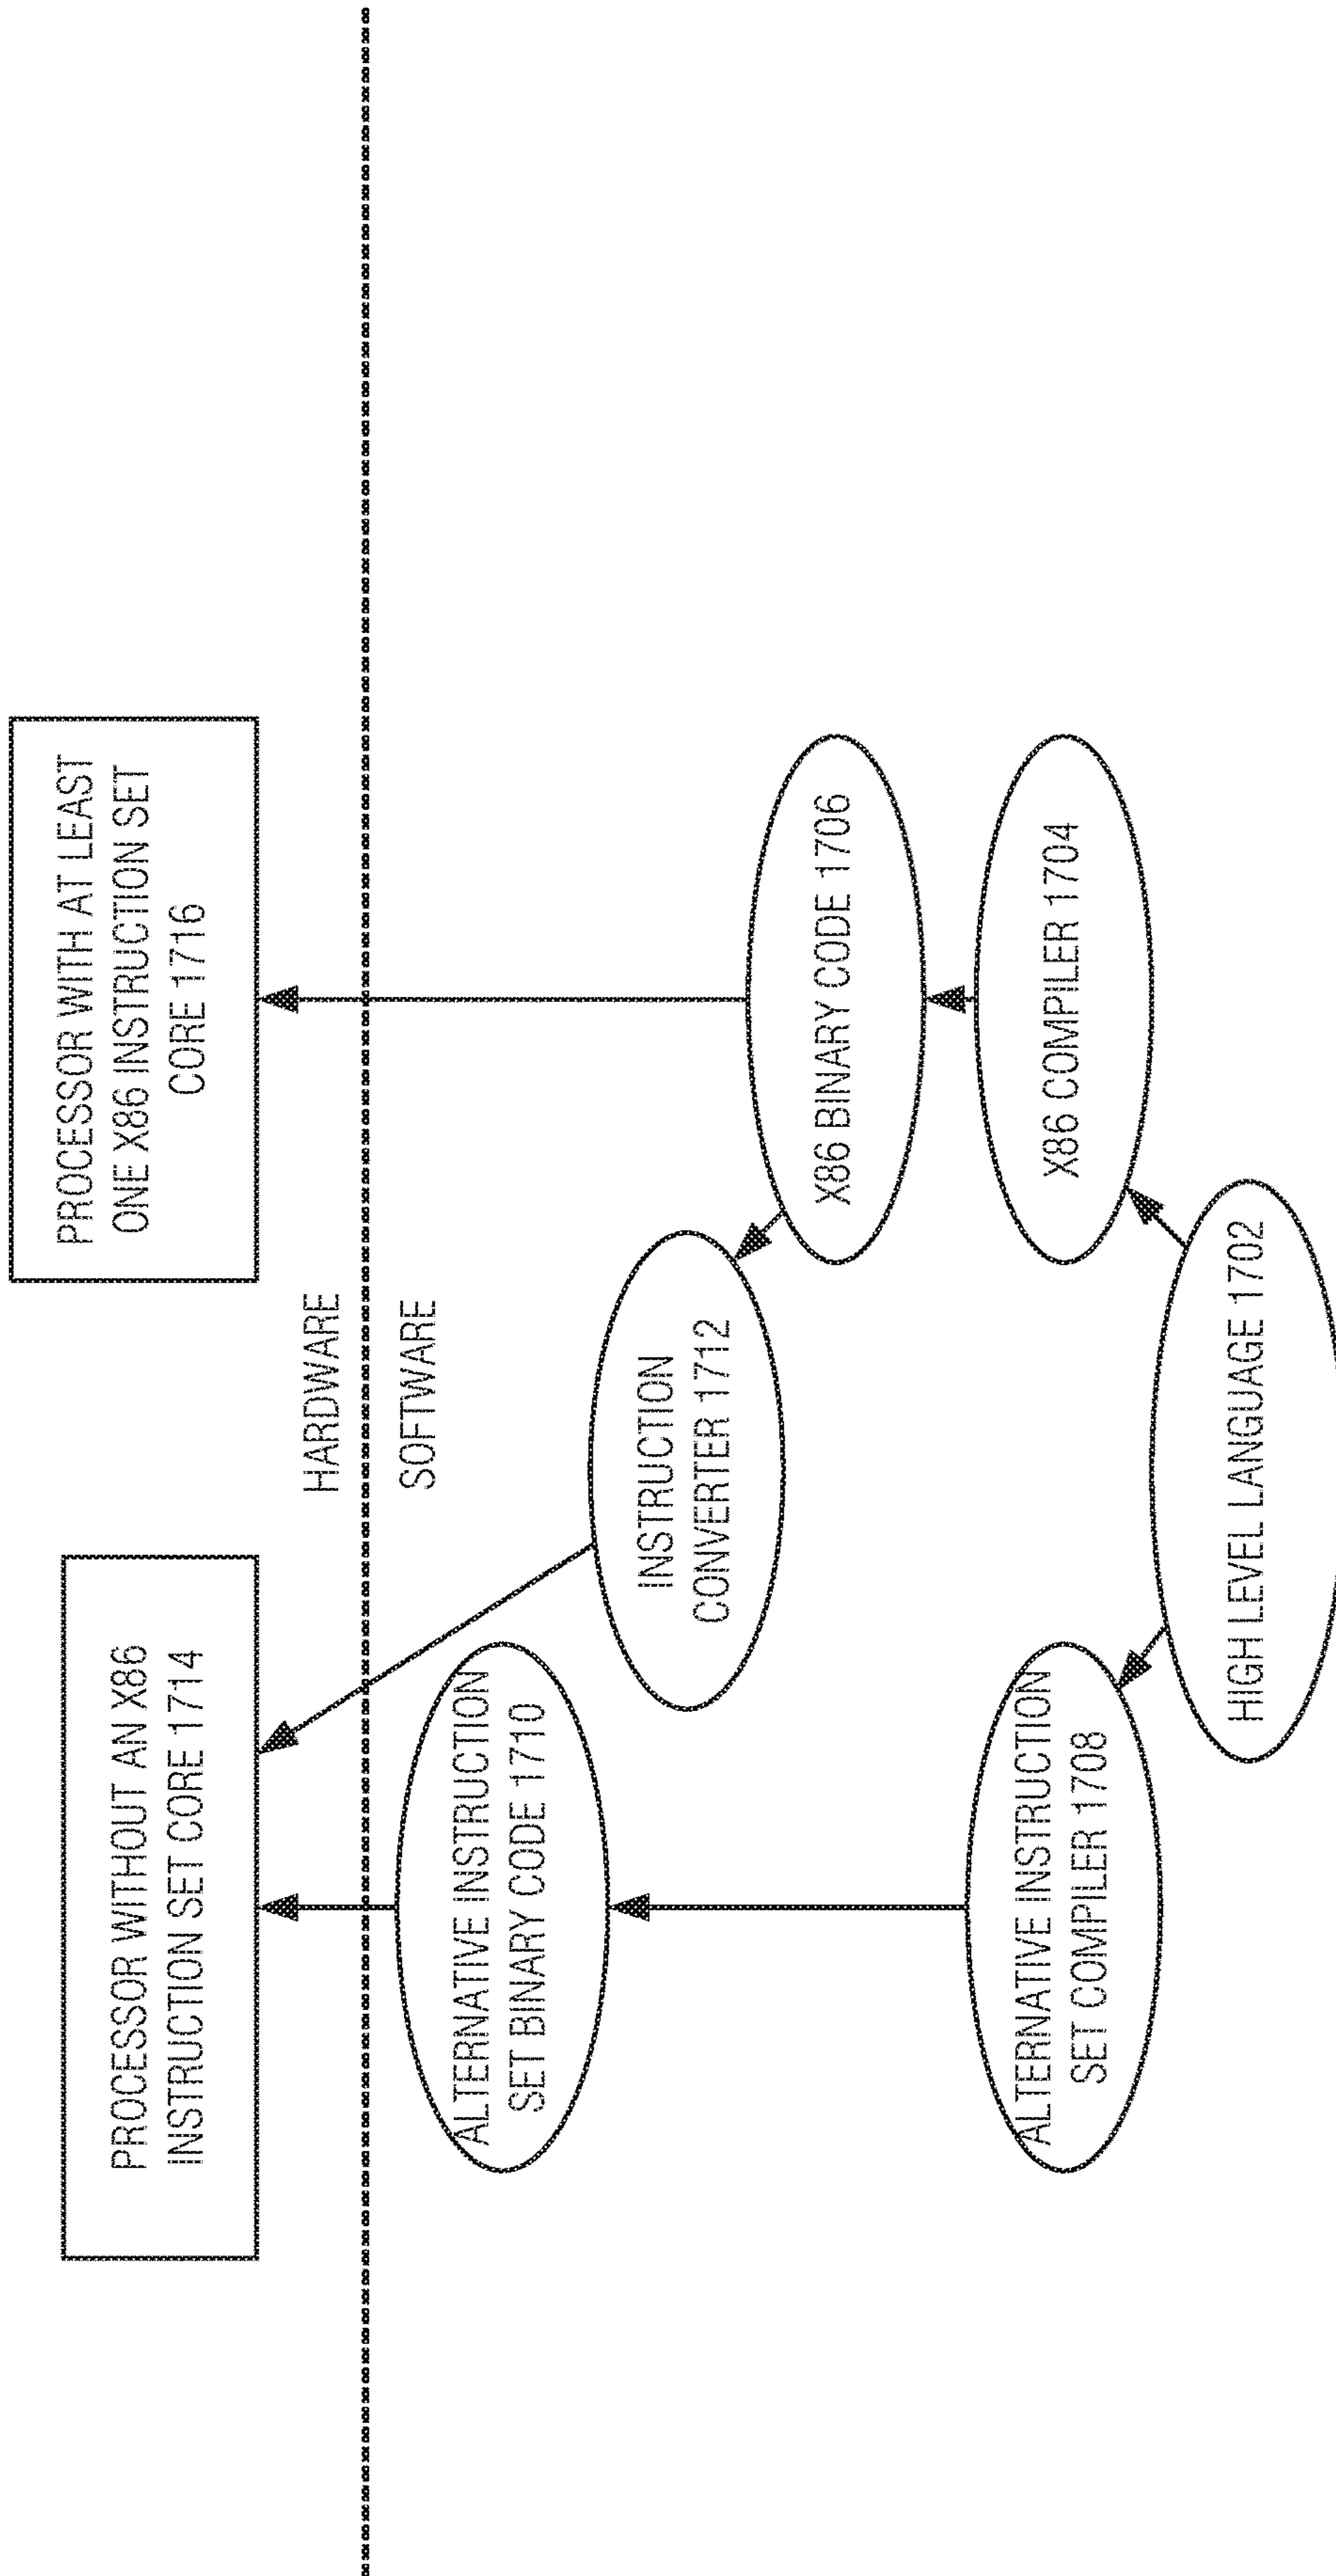 PROCESSOR WITHOUT AN X86
INSTRUCTION SET CORE 1714
PROCESSOR WITH AT LEAST
ONE X86 INSTRUCTION SET
CORE 1716
HARDWARE
SOFTWARE
ALTERNATIVE INSTRUCTION
SET BINARY CODE 1710
INSTRUCTION
CONVERTER 1712
X86 BINARY CODE 1706
ALTERNATIVE INSTRUCTION
SET COMPILER 1708
X86 COMPILER 1704
HIGH LEVEL LANGUAGE 1702